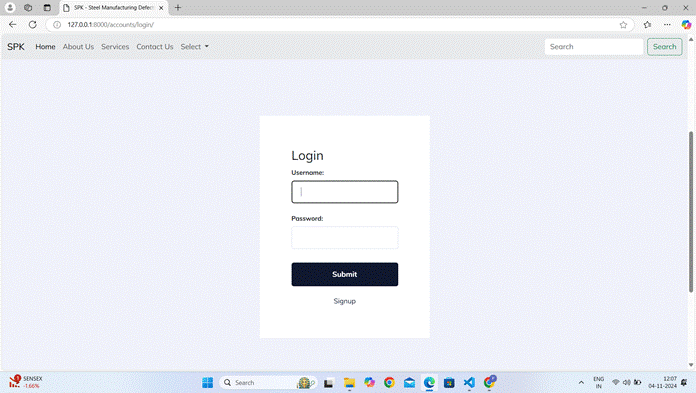 SPK - Steel Manufacturing Defect
127.0.0.1:8000/accounts/login/
SPK Home About Us Services Contact Us Select Search Search
Login
Username:
Password:
Submit
Signup
SENSEX
-1.66%
Search
ENG
IN
12:07
04-11-2024